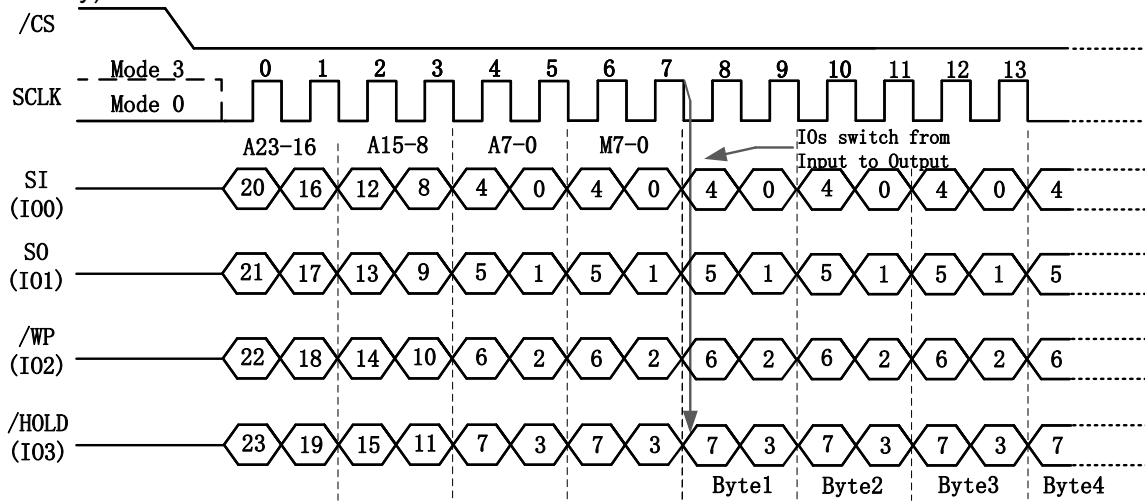 /CS
Mode 3
0 1 2 3 4 5 6 7 8 9 10 11 12 13
SCLK
Mode 0
IOs switch from
Input to Output
A23-16 A15-8 A7-0 M7-0
SI
(IO0)
20 16 12 8 4 0 4 0 4 0 4 0 4 0 4
SO
(IO1)
21 17 13 9 5 1 5 1 5 1 5 1 5 1 5
/WP
(IO2)
22 18 14 10 6 2 6 2 6 2 6 2 6 2 6
/HOLD
(IO3)
23 19 15 11 7 3 7 3 7 3 7 3 7 3 7
Byte1 Byte2 Byte3 Byte4